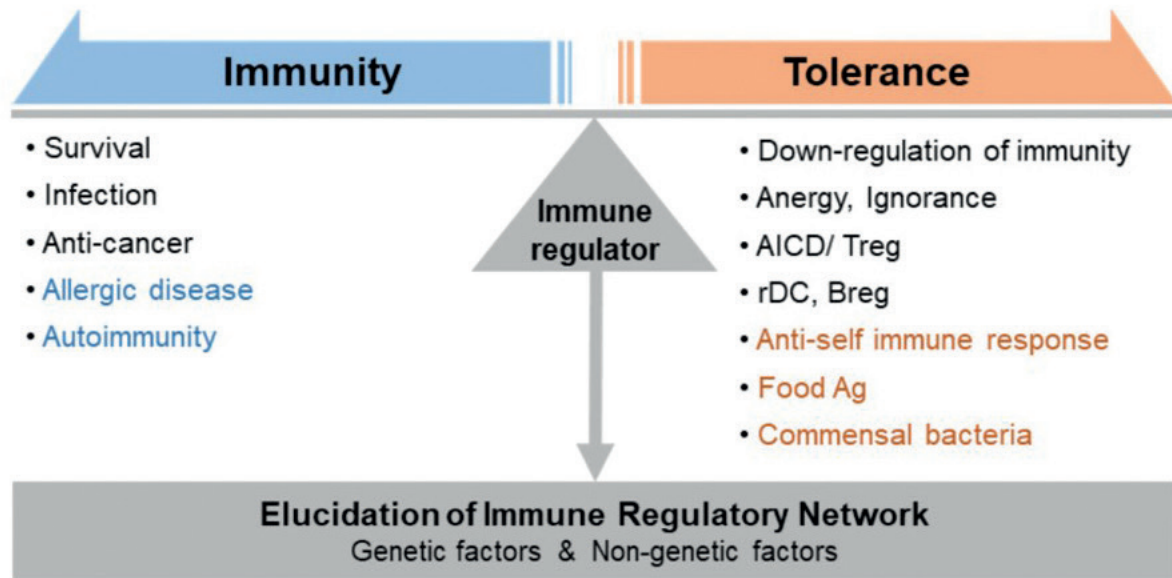 Immunity
Tolerance
• Survival
• Infection
• Anti-cancer
• Allergic disease
• Autoimmunity
Immune
regulator
• Down-regulation of immunity
• Anergy, Ignorance
• AICD/ Treg
• rDC, Breg
• Anti-self immune response
• Food Ag
• Commensal bacteria
Elucidation of Immune Regulatory Network
Genetic factors & Non-genetic factors